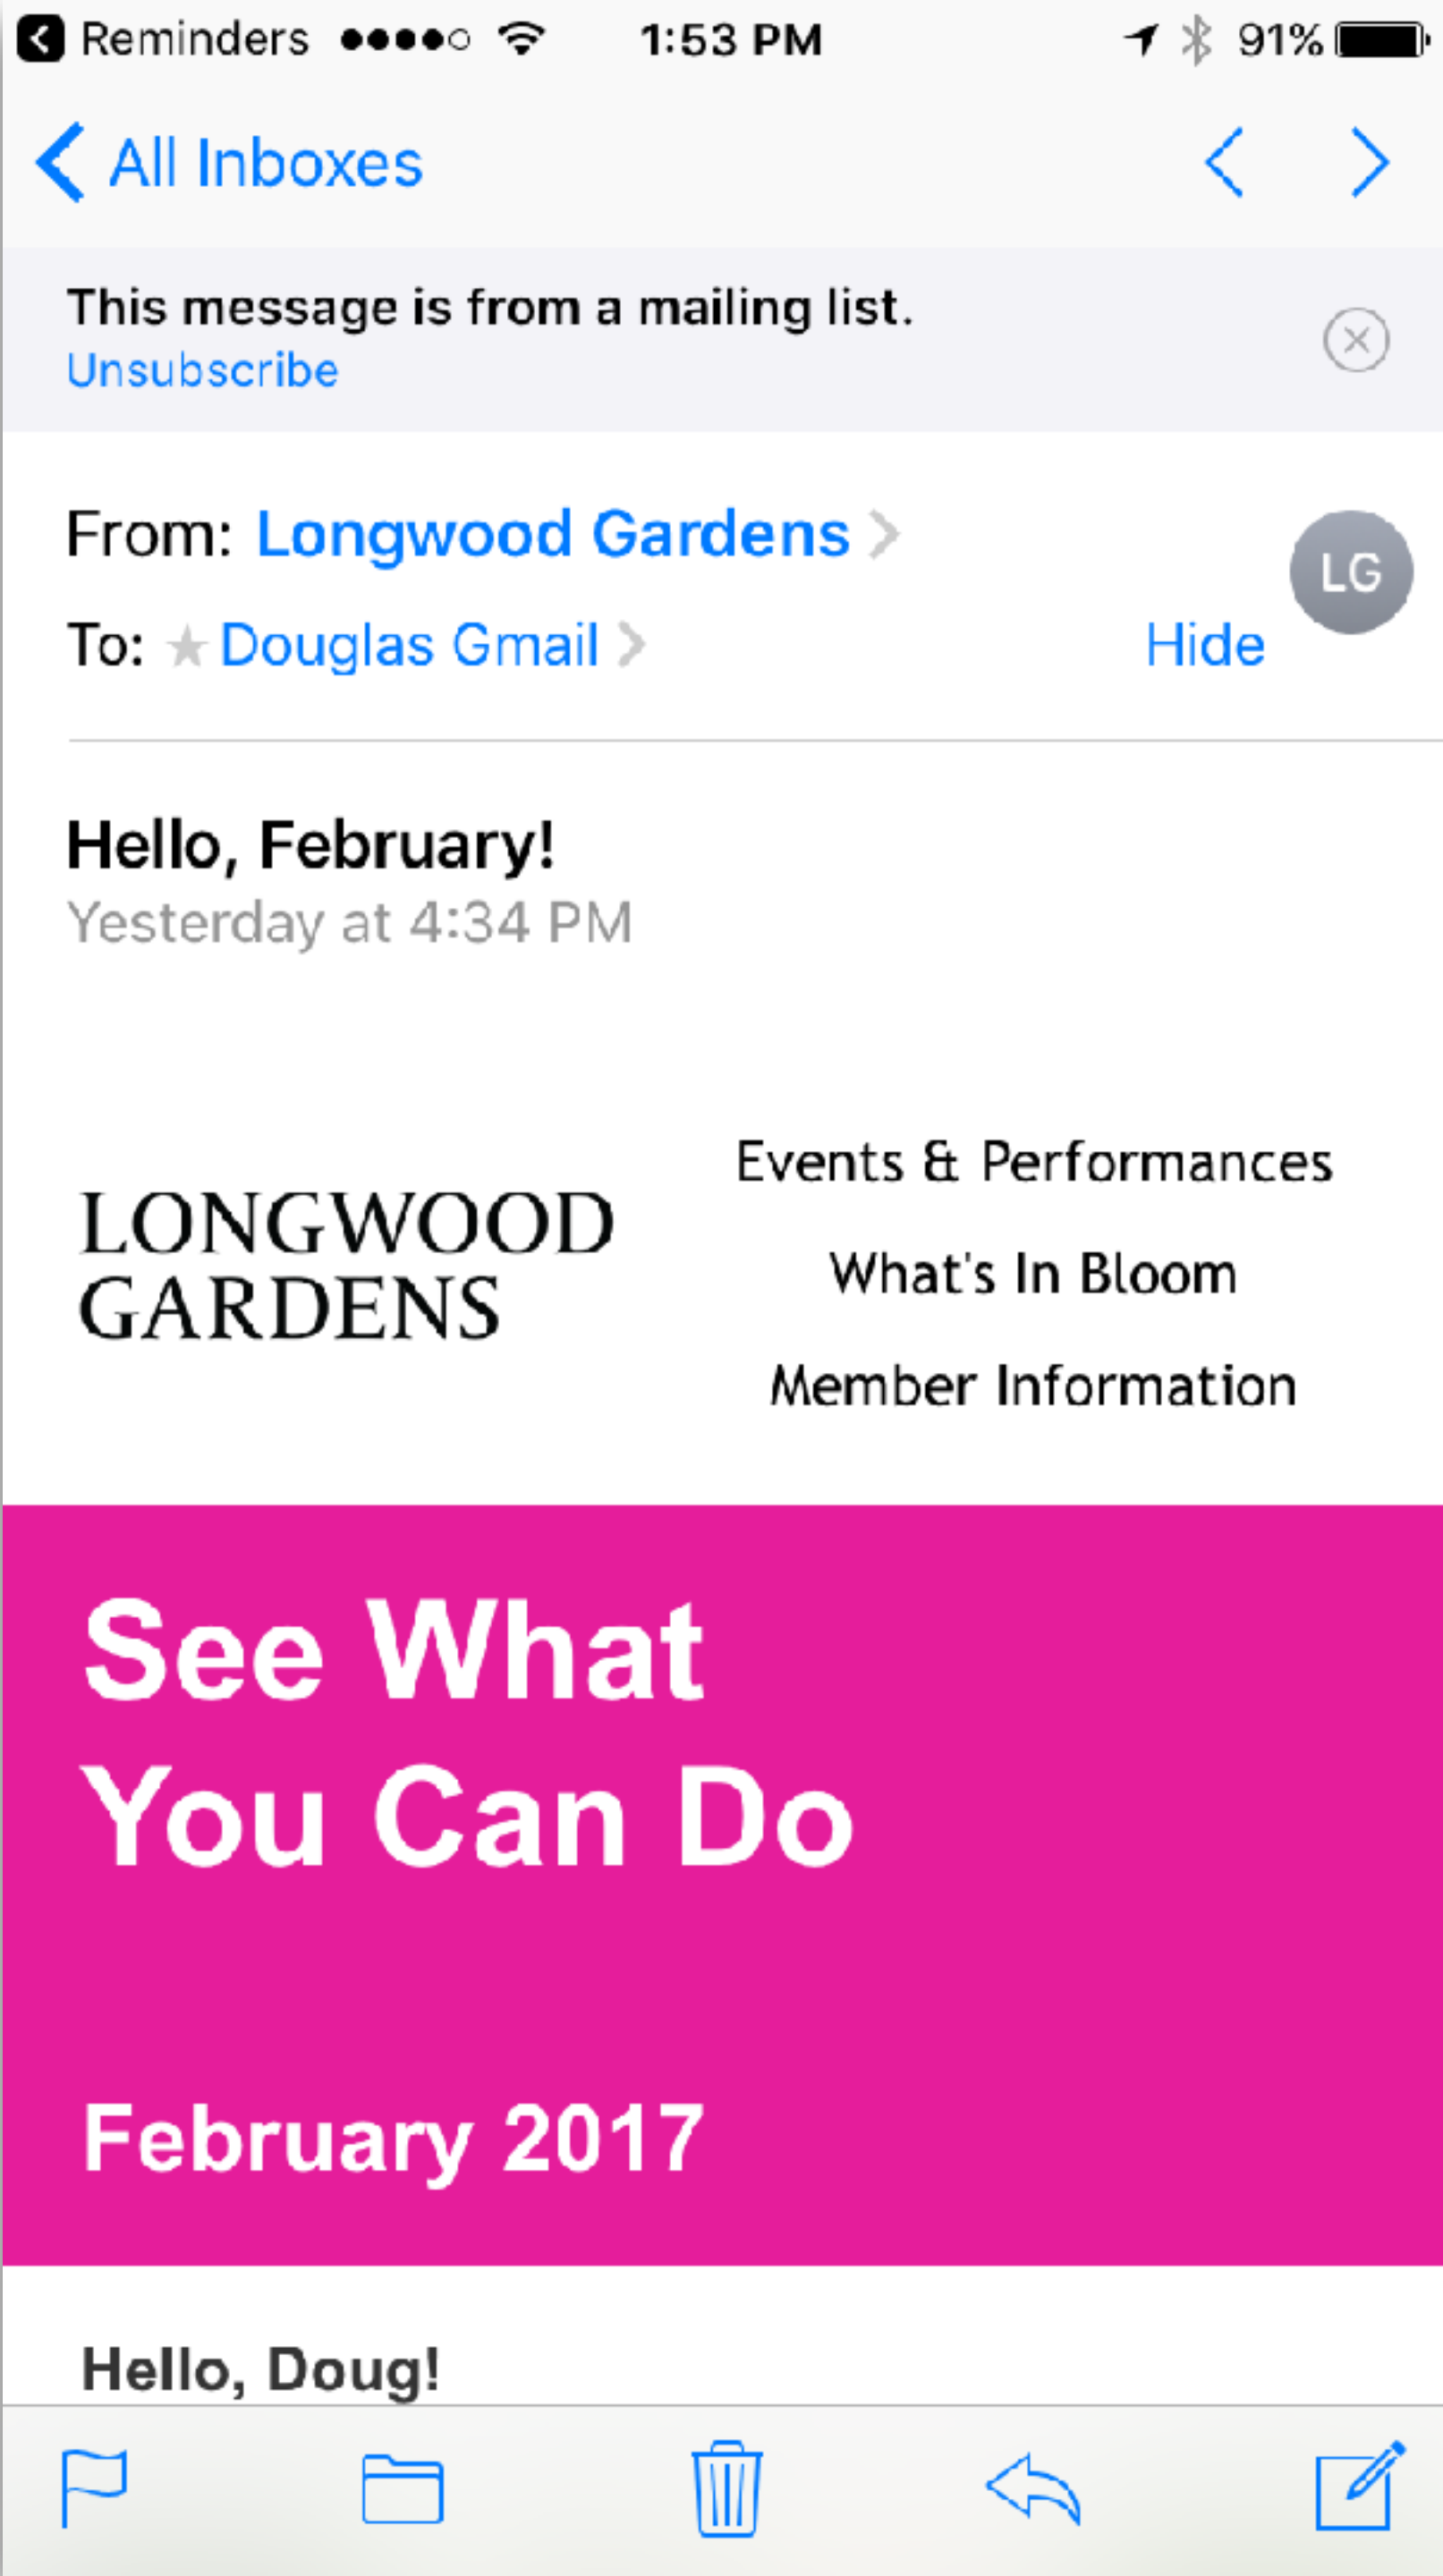 Reminders 1:53 PM 91%
All Inboxes
This message is from a mailing list.
Unsubscribe
From: Longwood Gardens
LG
To: Douglas Gmail Hide
Hello, February!
Yesterday at 4:34 PM
LONGWOOD
GARDENS
Events & Performances
What's In Bloom
Member Information
See What
You Can Do
February 2017
Hello, Doug!